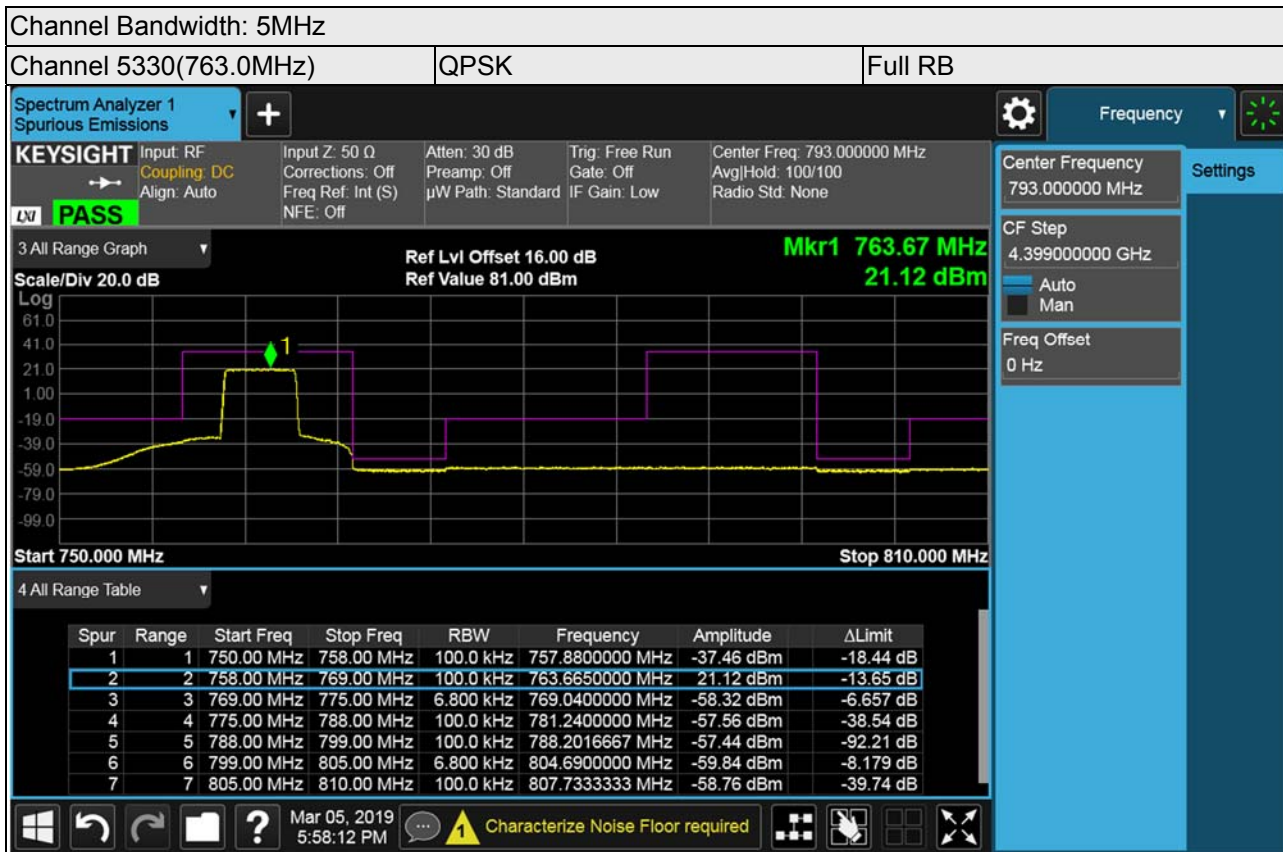 Channel Bandwidth: 5MHz
Channel 5330(763.0MHz) QPSK Full RB
Spectrum Analyzer 1
Spurious Emissions
Frequency
KEYSIGHT
LXI PASS
Input: RF
Coupling: DC
Align: Auto
Input Z: 50 Ω
Corrections: Off
Freq Ref: Int (S)
NFE: Off
Atten: 30 dB
Preamp: Off
µW Path: Standard
Trig: Free Run
Gate: Off
IF Gain: Low
Center Freq: 793.000000 MHz
Avg|Hold: 100/100
Radio Std: None
Center Frequency
793.000000 MHz
Settings
CF Step
4.399000000 GHz
Auto
Man
Freq Offset
0 Hz
3 All Range Graph
Scale/Div 20.0 dB
Ref Lvl Offset 16.00 dB
Ref Value 81.00 dBm
Mkr1 763.67 MHz
21.12 dBm
Log
61.0
41.0
21.0
1.00
-19.0
-39.0
-59.0
-79.0
-99.0
1
Start 750.000 MHz Stop 810.000 MHz
4 All Range Table
Spur Range Start Freq Stop Freq RBW Frequency Amplitude ΔLimit
1 1 750.00 MHz 758.00 MHz 100.0 kHz 757.8800000 MHz -37.46 dBm -18.44 dB
2 2 758.00 MHz 769.00 MHz 100.0 kHz 763.6650000 MHz 21.12 dBm -13.65 dB
3 3 769.00 MHz 775.00 MHz 6.800 kHz 769.0400000 MHz -58.32 dBm -6.657 dB
4 4 775.00 MHz 788.00 MHz 100.0 kHz 781.2400000 MHz -57.56 dBm -38.54 dB
5 5 788.00 MHz 799.00 MHz 100.0 kHz 788.2016667 MHz -57.44 dBm -92.21 dB
6 6 799.00 MHz 805.00 MHz 6.800 kHz 804.6900000 MHz -59.84 dBm -8.179 dB
7 7 805.00 MHz 810.00 MHz 100.0 kHz 807.7333333 MHz -58.76 dBm -39.74 dB
?
Mar 05, 2019
5:58:12 PM
1 Characterize Noise Floor required